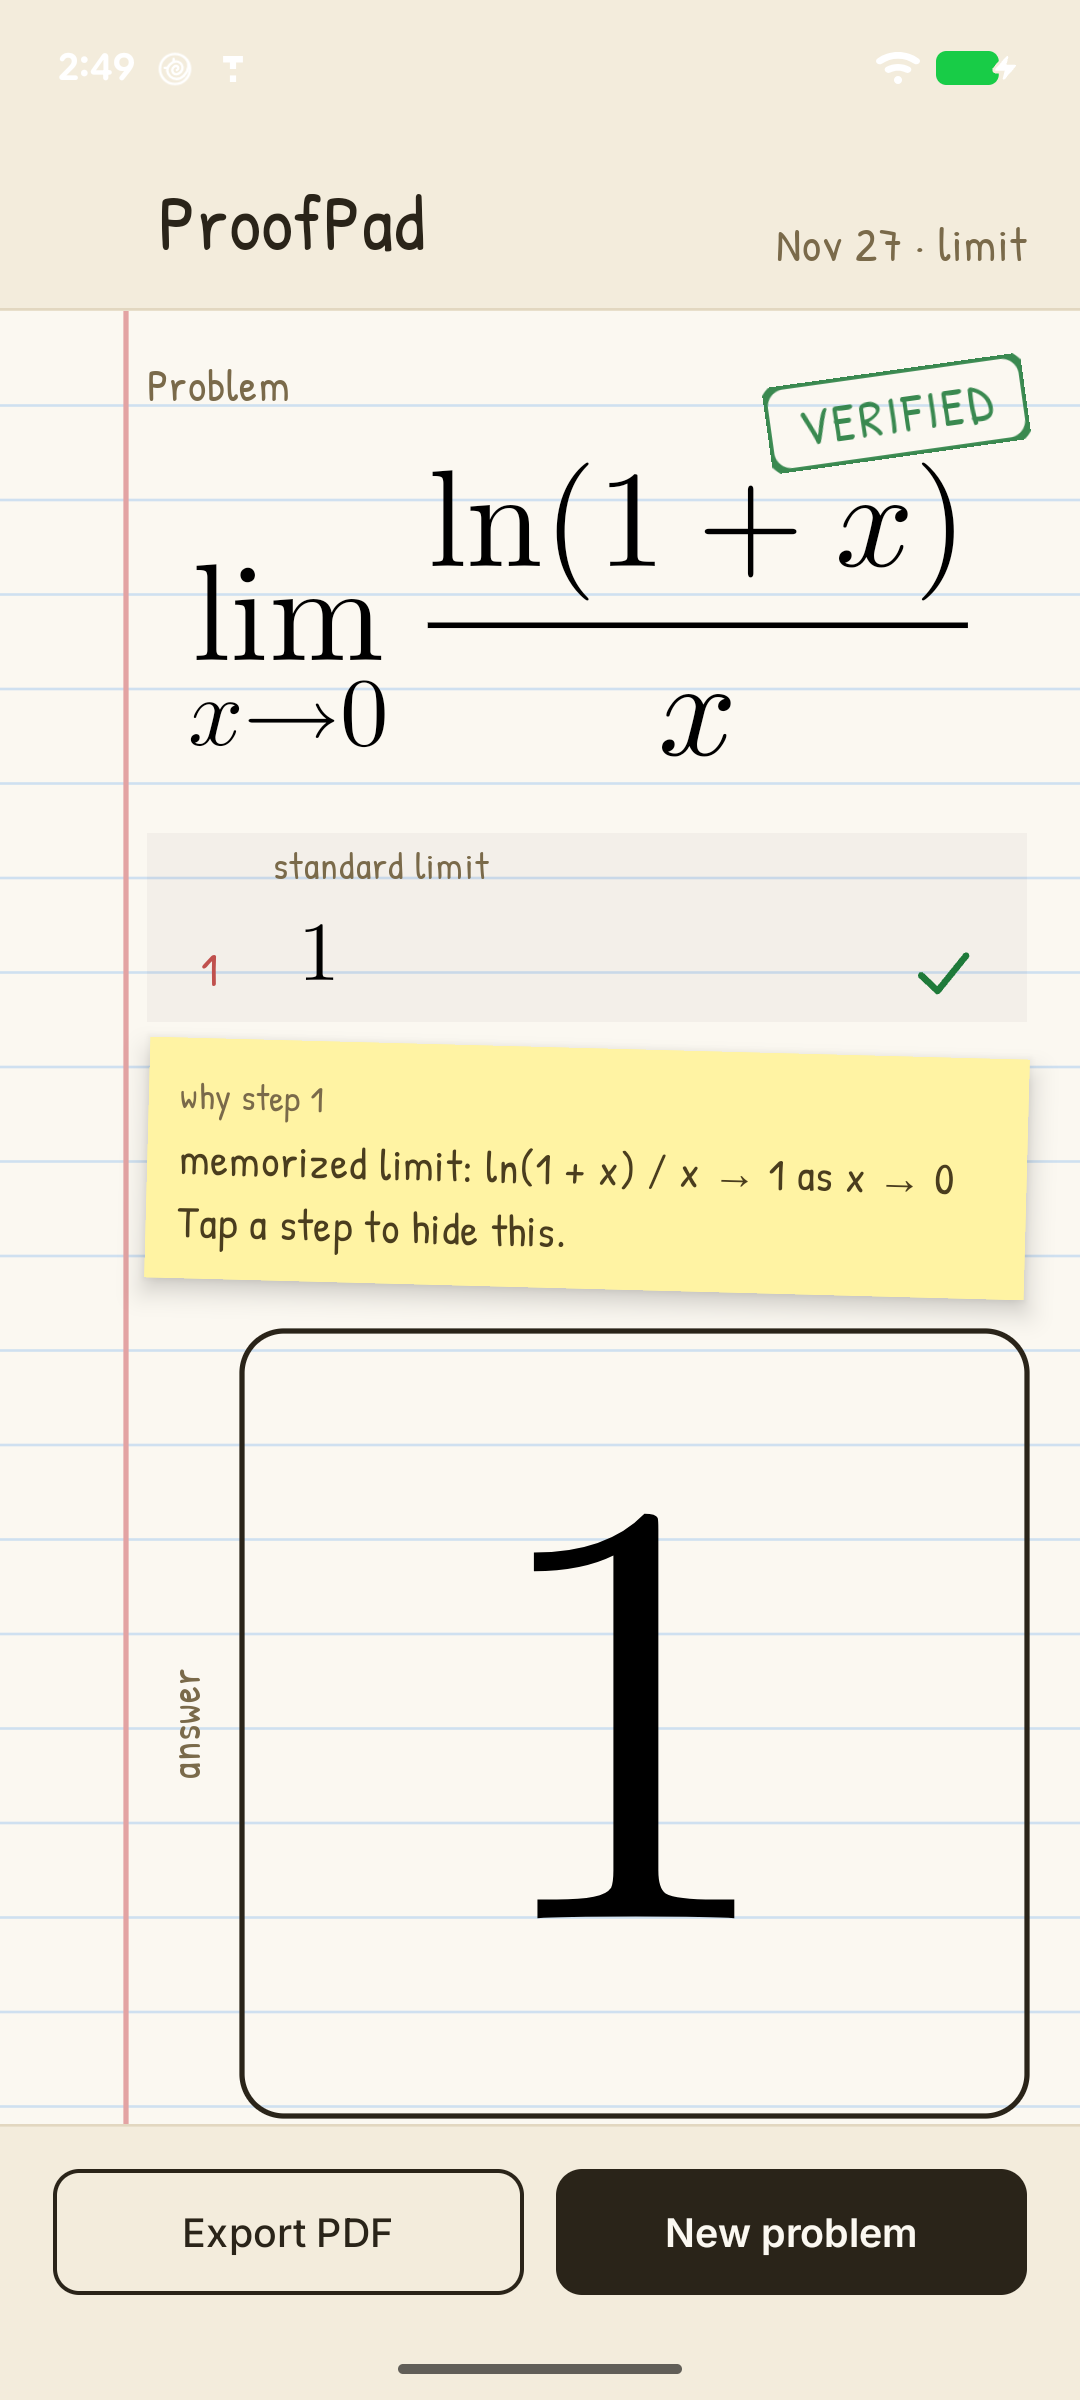 2:49
ProofPad
Nov 27 · limit
Problem
VERIFIED
lim x→0 ln(1 + x) / x
standard limit
1 1
why step 1
memorized limit: ln(1 + x) / x → 1 as x → 0
Tap a step to hide this.
answer
1
Export PDF
New problem